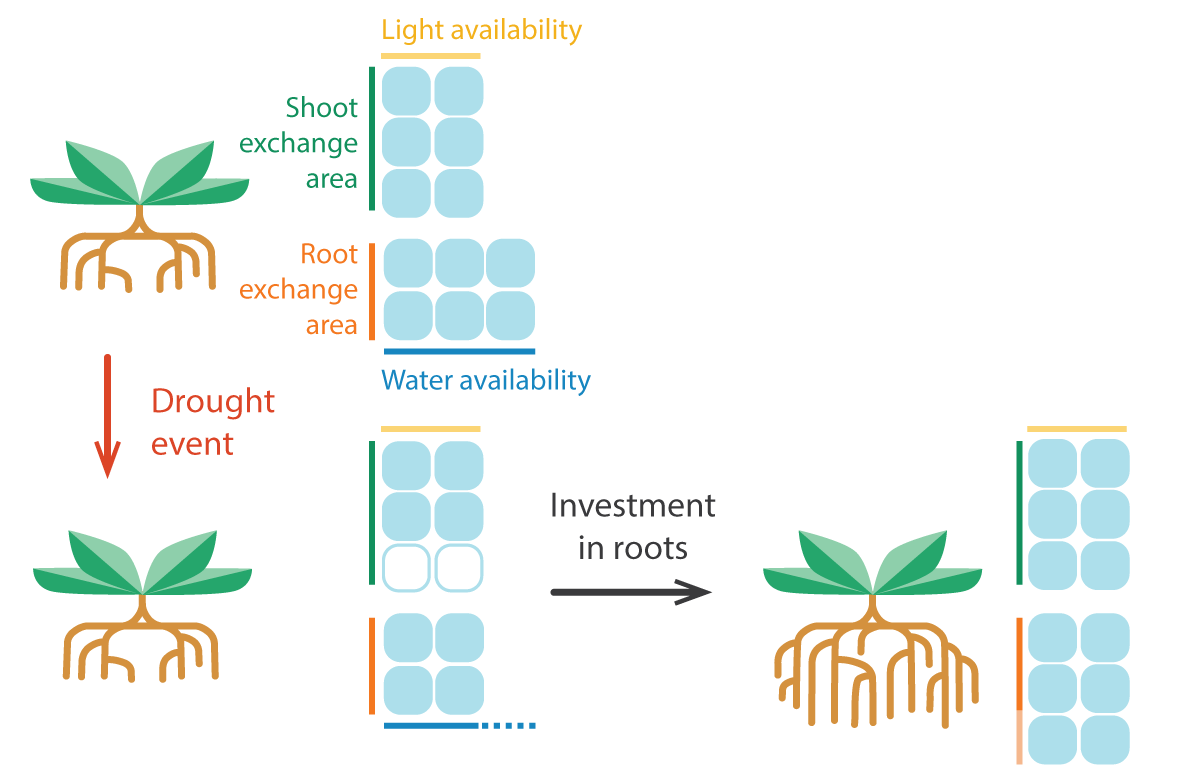 Light availability
Shoot
exchange
area
Root
exchange
area
Water availability
Drought
event
Investment
in roots